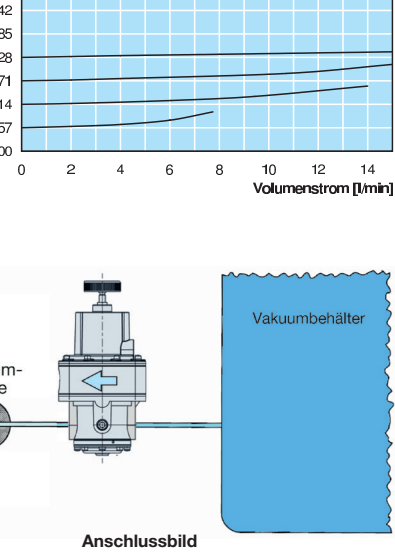 42
85
28
71
14
57
00
0 2 4 6 8 10 12 14
Volumenstrom [l/min]
Vakuumbehälter
m-
e
Anschlussbild